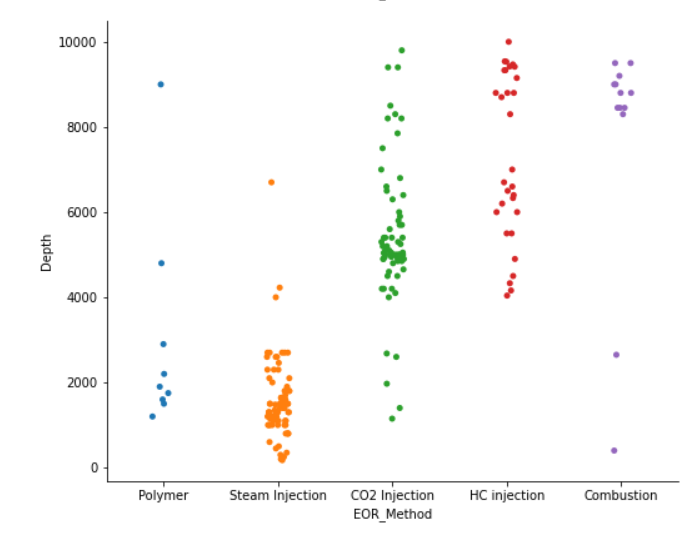 10000
8000
6000
4000
2000
0
Depth
Polymer Steam Injection CO2 Injection HC injection Combustion
EOR_Method